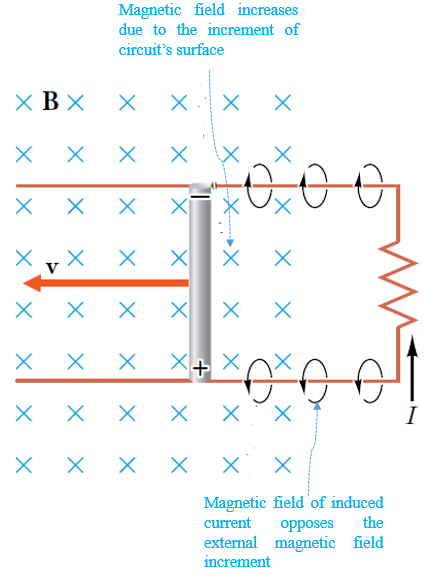 Magnetic field increases
due to the increment of
circuit's surface
B
v
−
+
I
Magnetic field of induced
current opposes the
external magnetic field
increment